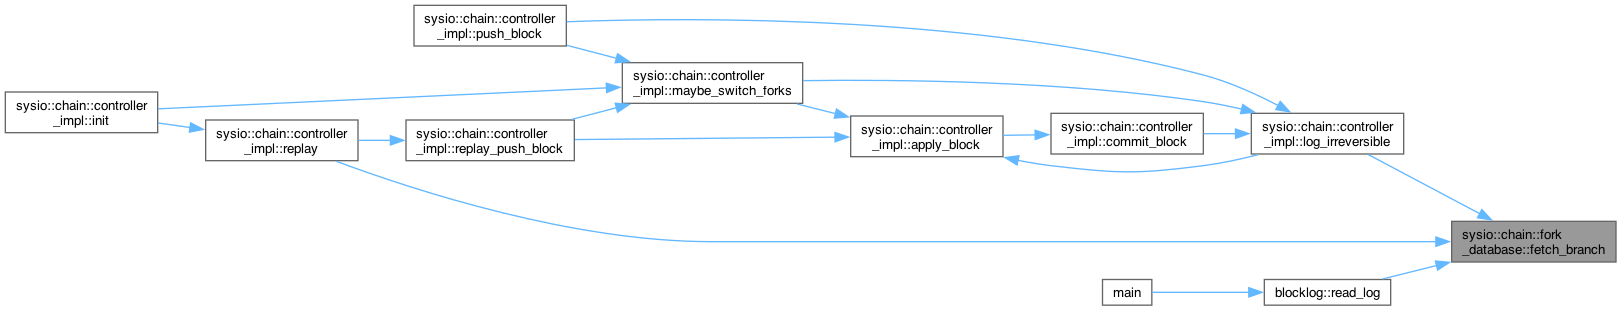 sysio::chain::controller
_impl::push_block
sysio::chain::controller
_impl::maybe_switch_forks
sysio::chain::controller
_impl::init
sysio::chain::controller
_impl::replay
sysio::chain::controller
_impl::replay_push_block
sysio::chain::controller
_impl::apply_block
sysio::chain::controller
_impl::commit_block
sysio::chain::controller
_impl::log_irreversible
sysio::chain::fork
_database::fetch_branch
main
blocklog::read_log